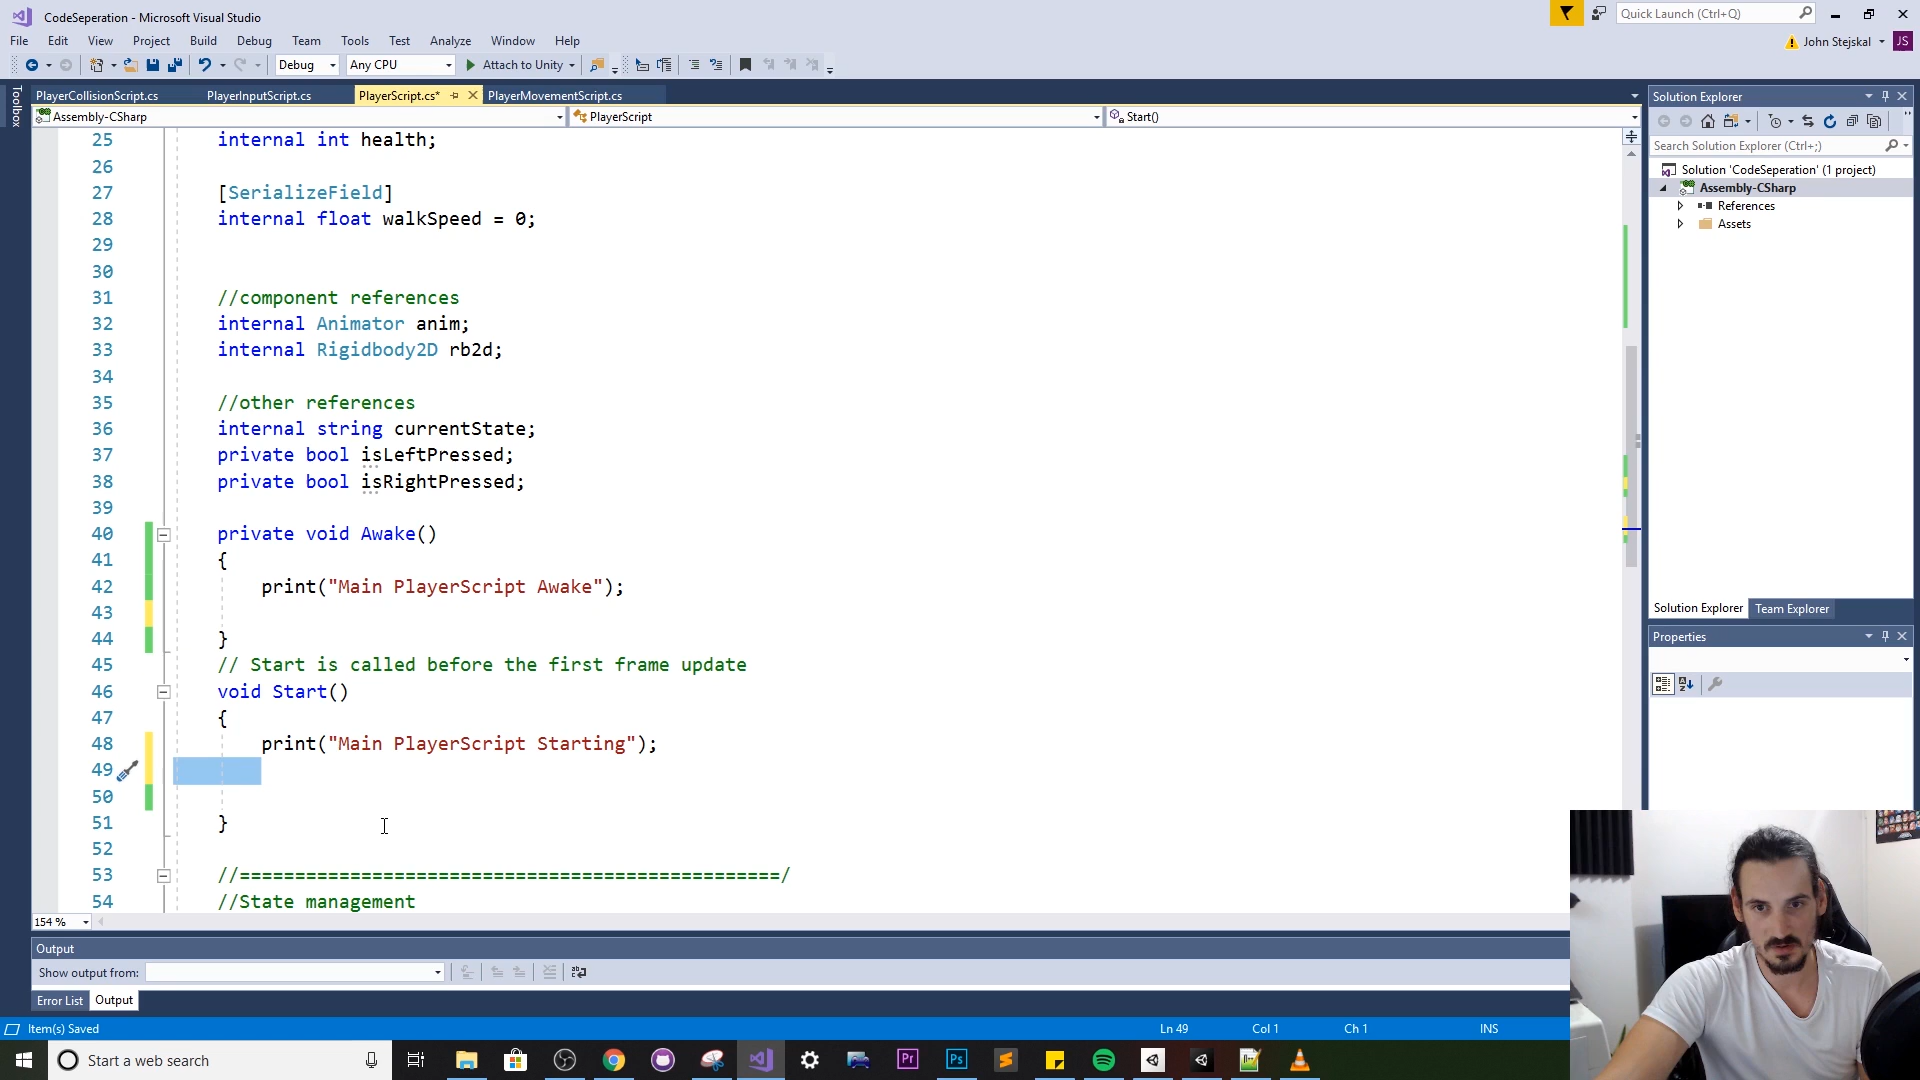 CodeSeperation - Microsoft Visual Studio
Quick Launch (Ctrl+Q)
File Edit View Project Build Debug Team Tools Test Analyze Window Help
John Stejskal JS
Debug Any CPU Attach to Unity
Toolbox
PlayerCollisionScript.cs PlayerInputScript.cs PlayerScript.cs* PlayerMovementScript.cs
Assembly-CSharp PlayerScript Start()
25 internal int health;
26
27 [SerializeField]
28 internal float walkSpeed = 0;
29
30
31 //component references
32 internal Animator anim;
33 internal Rigidbody2D rb2d;
34
35 //other references
36 internal string currentState;
37 private bool isLeftPressed;
38 private bool isRightPressed;
39
40 private void Awake()
41 {
42 print("Main PlayerScript Awake");
43
44 }
45 // Start is called before the first frame update
46 void Start()
47 {
48 print("Main PlayerScript Starting");
49
50
51 }
52
53 //=================================================/
54 //State management
154 %
Solution Explorer
Search Solution Explorer (Ctrl+;)
Solution 'CodeSeperation' (1 project)
Assembly-CSharp
References
Assets
Solution Explorer Team Explorer
Properties
Output
Show output from:
Error List Output
Item(s) Saved Ln 49 Col 1 Ch 1 INS
Start a web search
Pr Ps